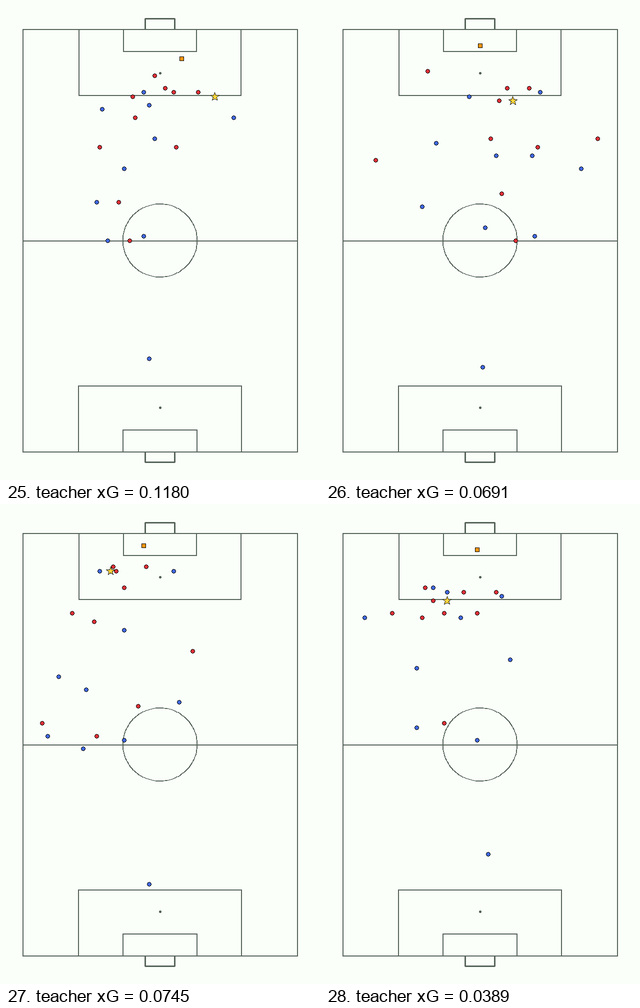 25. teacher xG = 0.1180
26. teacher xG = 0.0691
27. teacher xG = 0.0745
28. teacher xG = 0.0389